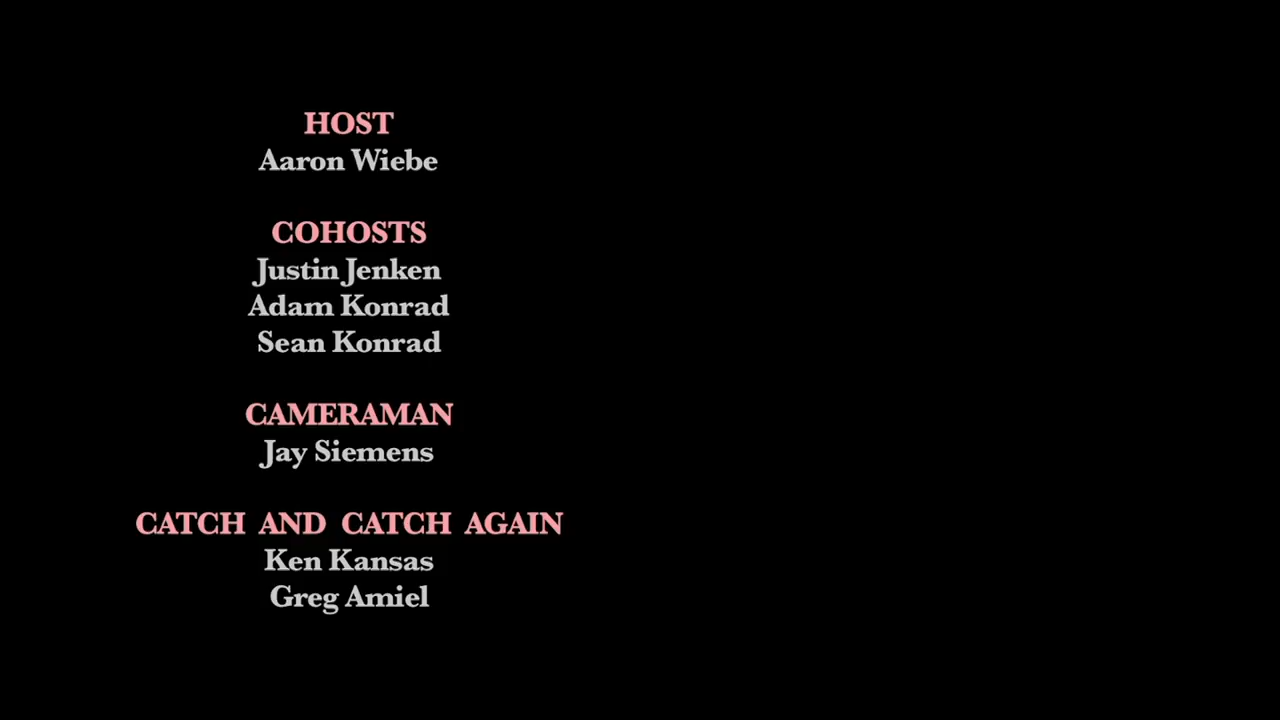 HOST
Aaron Wiebe
COHOSTS
Justin Jenken
Adam Konrad
Sean Konrad
CAMERAMAN
Jay Siemens
CATCH AND CATCH AGAIN
Ken Kansas
Greg Amiel